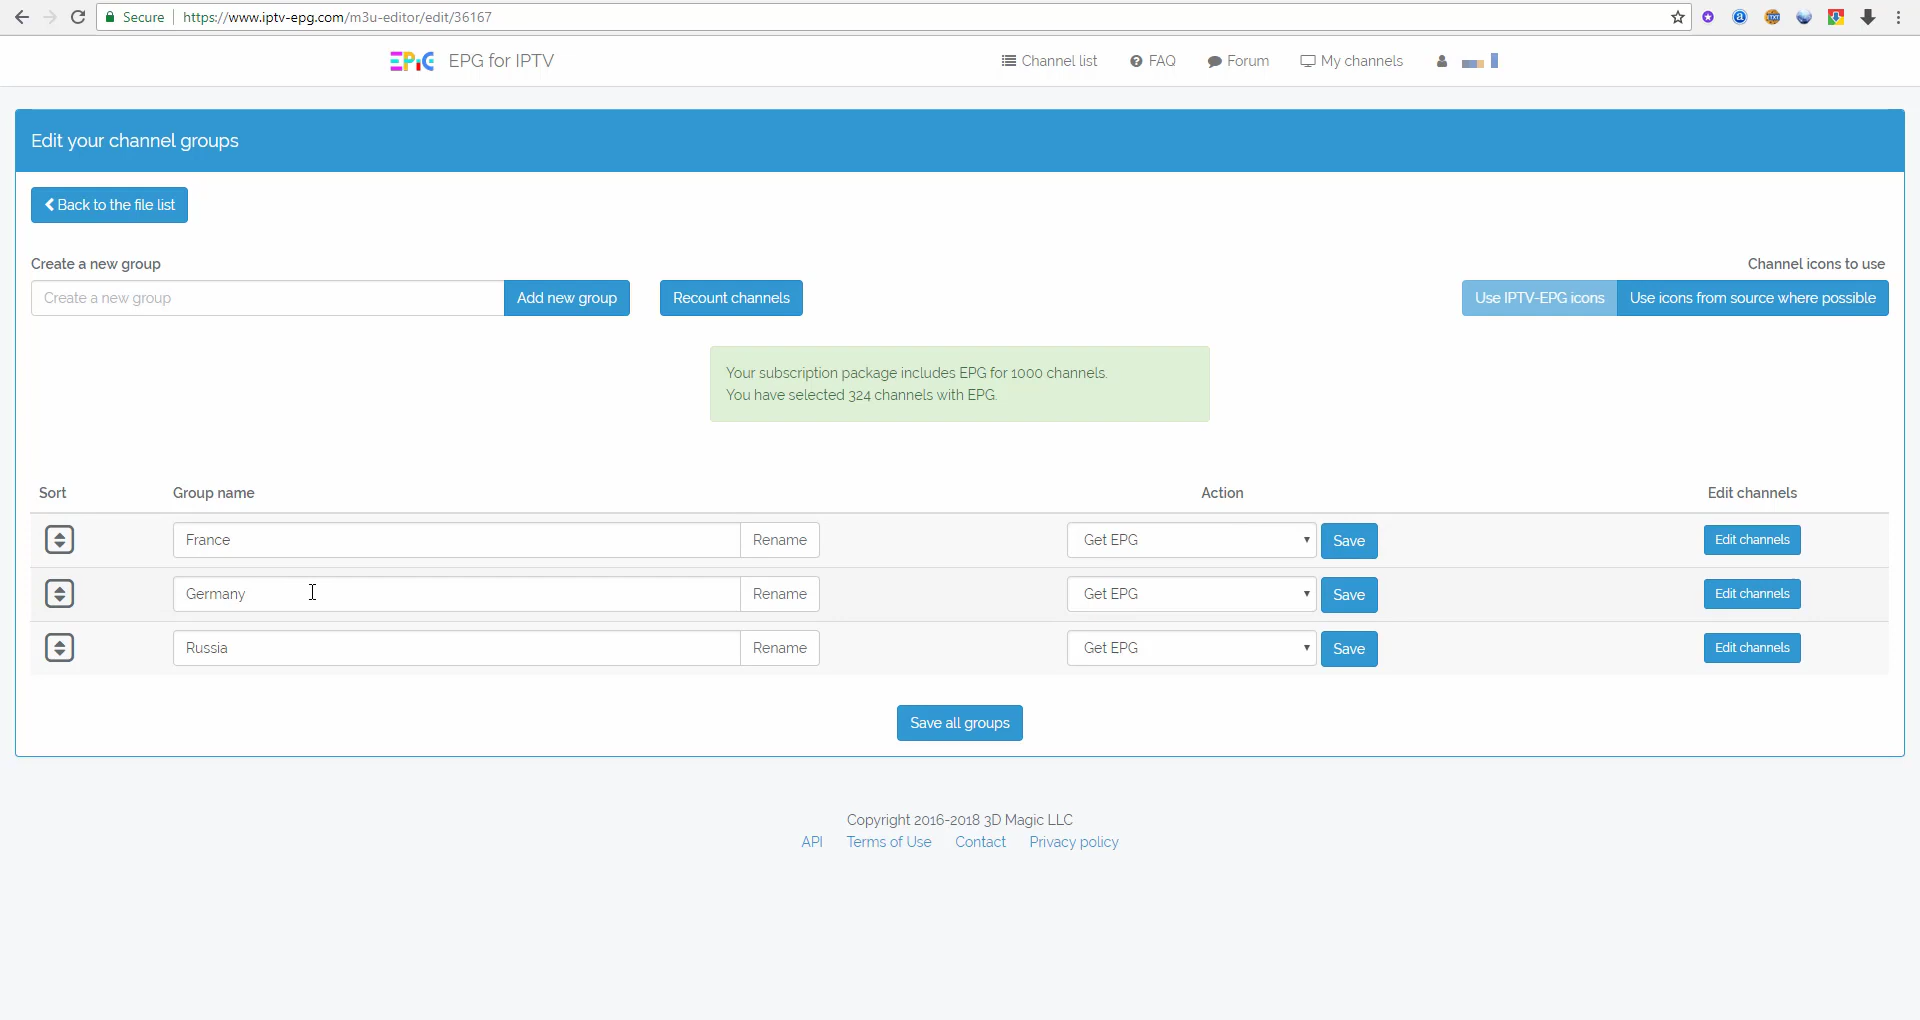 Secure https://www.iptv-epg.com/m3u-editor/edit/36167
EPiC EPG for IPTV Channel list FAQ Forum My channels
Edit your channel groups
Back to the file list
Create a new group Channel icons to use
Create a new group Add new group Recount channels Use IPTV-EPG icons Use icons from source where possible
Your subscription package includes EPG for 1000 channels.
You have selected 324 channels with EPG.
Sort Group name Action Edit channels
France Rename Get EPG Save Edit channels
Germany Rename Get EPG Save Edit channels
Russia Rename Get EPG Save Edit channels
Save all groups
Copyright 2016-2018 3D Magic LLC
API Terms of Use Contact Privacy policy